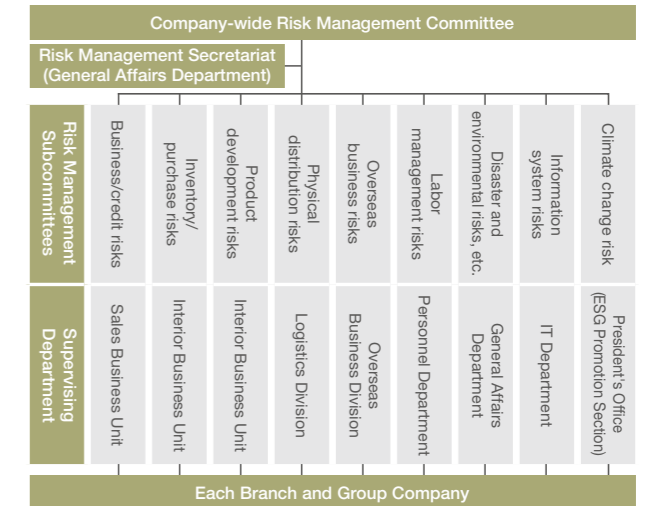 Company-wide Risk Management Committee
Risk Management Secretariat
(General Affairs Department)
Risk Management
Subcommittees
Business/credit risks
Inventory/
purchase risks
Product
development risks
Physical
distribution risks
Overseas
business risks
Labor
management risks
Disaster and
environmental risks, etc.
Information
system risks
Climate change risk
Supervising
Department
Sales Business Unit
Interior Business Unit
Interior Business Unit
Logistics Division
Overseas
Business Division
Personnel Department
General Affairs
Department
IT Department
President's Office
(ESG Promotion Section)
Each Branch and Group Company